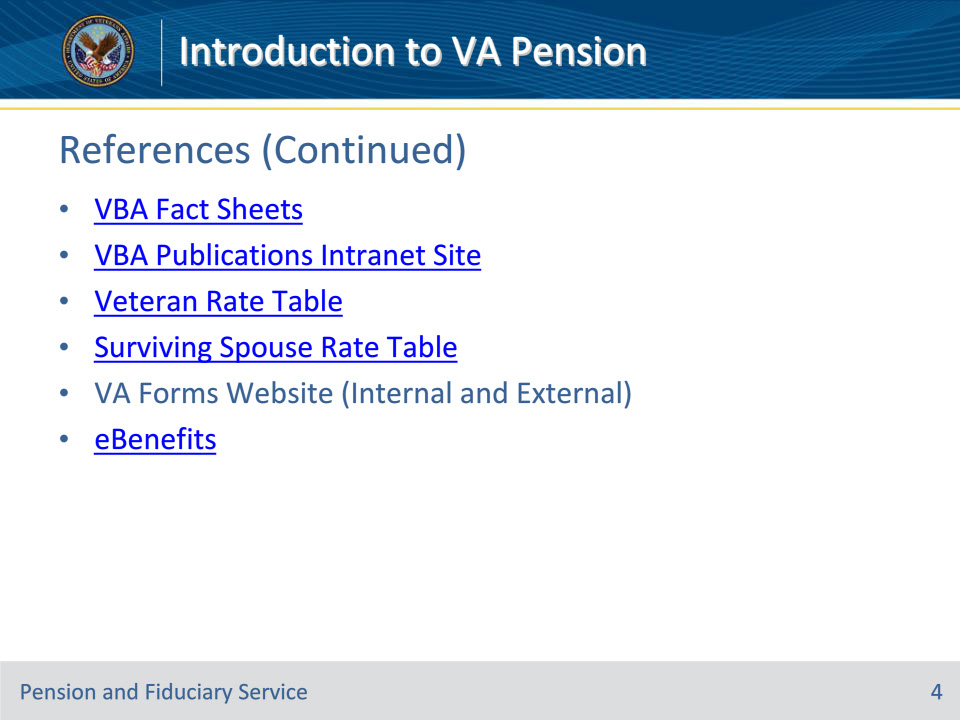 Introduction to VA Pension
References (Continued)
• VBA Fact Sheets
• VBA Publications Intranet Site
• Veteran Rate Table
• Surviving Spouse Rate Table
• VA Forms Website (Internal and External)
• eBenefits
Pension and Fiduciary Service
4